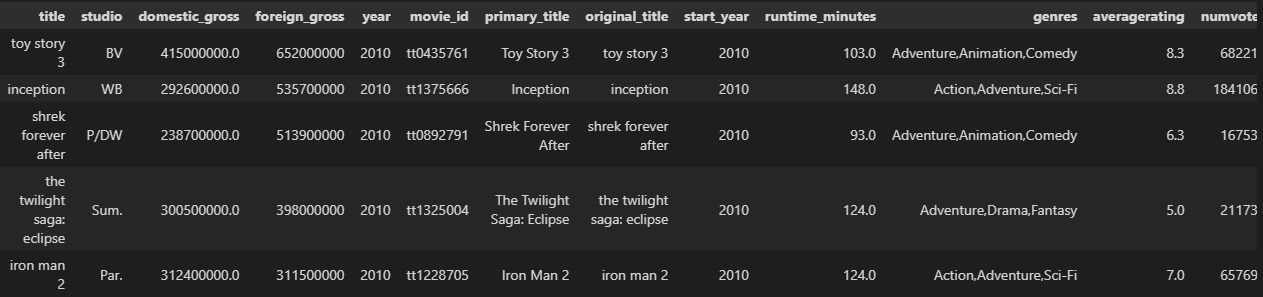 title studio domestic_gross foreign_gross year movie_id primary_title original_title start_year runtime_minutes genres averagerating numvote
toy story
3 BV 415000000.0 652000000 2010 tt0435761 Toy Story 3 toy story 3 2010 103.0 Adventure,Animation,Comedy 8.3 68221
inception WB 292600000.0 535700000 2010 tt1375666 Inception inception 2010 148.0 Action,Adventure,Sci-Fi 8.8 184106
shrek
forever
after P/DW 238700000.0 513900000 2010 tt0892791 Shrek Forever
After shrek forever
after 2010 93.0 Adventure,Animation,Comedy 6.3 16753
the
twilight
saga:
eclipse Sum. 300500000.0 398000000 2010 tt1325004 The Twilight
Saga: Eclipse the twilight
saga: eclipse 2010 124.0 Adventure,Drama,Fantasy 5.0 21173
iron man
2 Par. 312400000.0 311500000 2010 tt1228705 Iron Man 2 iron man 2 2010 124.0 Action,Adventure,Sci-Fi 7.0 65769